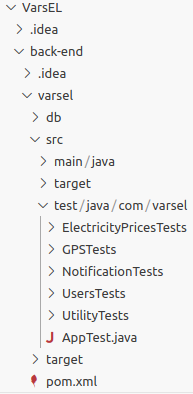 VarsEL
.idea
back-end
.idea
varsel
db
src
main/java
target
test/java/com/varsel
ElectricityPricesTests
GPSTests
NotificationTests
UsersTests
UtilityTests
J AppTest.java
target
pom.xml